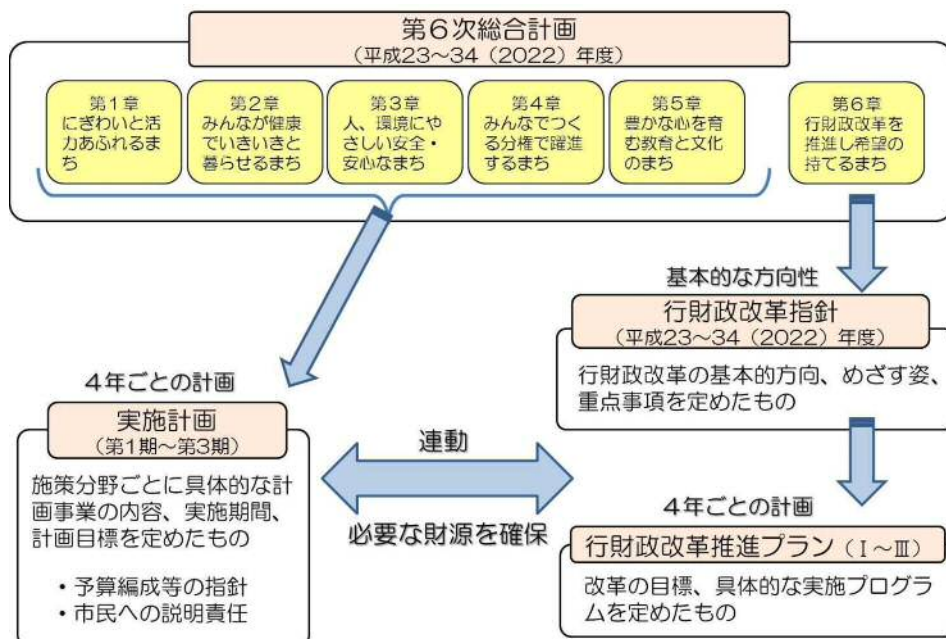 第6次総合計画
（平成23～34（2022）年度）
第1章
にぎわいと活
力あふれるま
ち
第2章
みんなが健康
でいきいきと
暮らせるまち
第3章
人、環境にや
さしい安全・
安心なまち
第4章
みんなでつく
る分権で躍進
するまち
第5章
豊かな心を育
む教育と文化
のまち
第6章
行財政改革を
推進し希望の
持てるまち
基本的な方向性
行財政改革指針
（平成23～34（2022）年度）
行財政改革の基本的方向、めざす姿、
重点事項を定めたもの
4年ごとの計画
実施計画
（第1期～第3期）
施策分野ごとに具体的な計
画事業の内容、実施期間、
計画目標を定めたもの
・予算編成等の指針
・市民への説明責任
連動
必要な財源を確保
4年ごとの計画
行財政改革推進プラン（Ⅰ～Ⅲ）
改革の目標、具体的な実施プログラ
ムを定めたもの